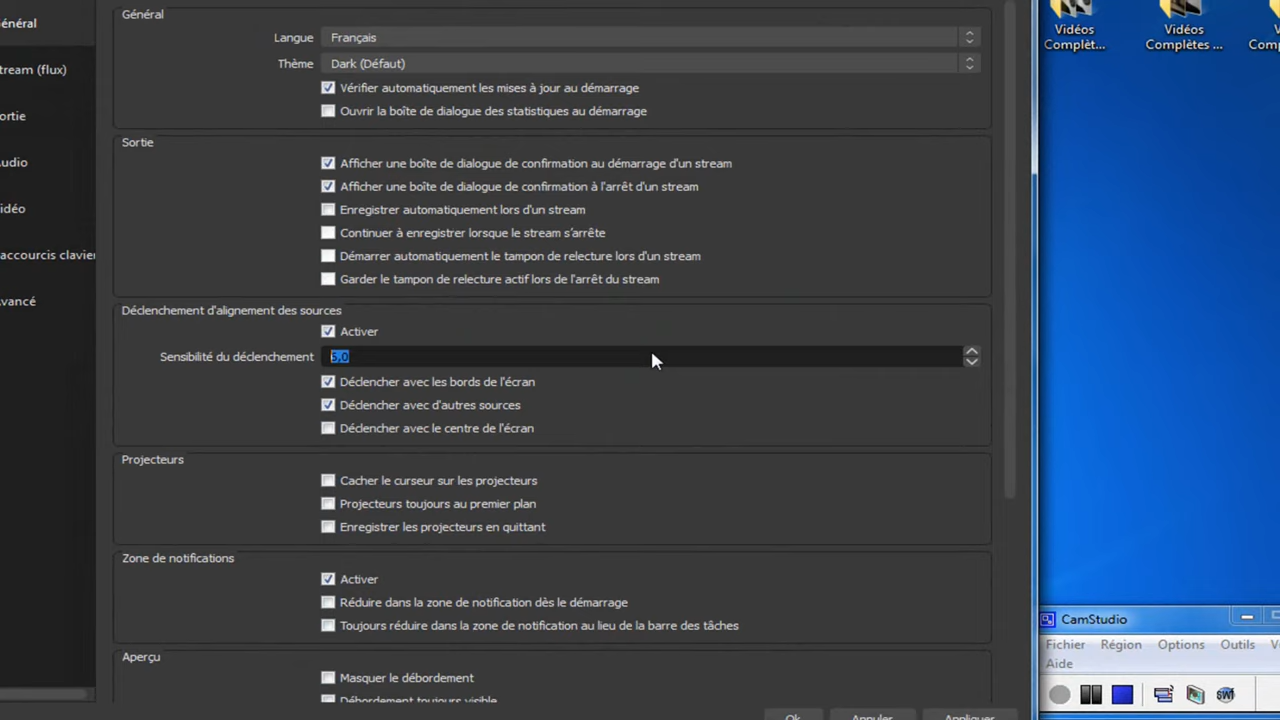 énéral
tream (flux)
ortie
udio
idéo
accourcis clavier
vancé
Général
Langue Français
Thème Dark (Défaut)
Vérifier automatiquement les mises à jour au démarrage
Ouvrir la boîte de dialogue des statistiques au démarrage
Sortie
Afficher une boîte de dialogue de confirmation au démarrage d'un stream
Afficher une boîte de dialogue de confirmation à l'arrêt d'un stream
Enregistrer automatiquement lors d'un stream
Continuer à enregistrer lorsque le stream s'arrête
Démarrer automatiquement le tampon de relecture lors d'un stream
Garder le tampon de relecture actif lors de l'arrêt du stream
Déclenchement d'alignement des sources
Activer
Sensibilité du déclenchement 5,0
Déclencher avec les bords de l'écran
Déclencher avec d'autres sources
Déclencher avec le centre de l'écran
Projecteurs
Cacher le curseur sur les projecteurs
Projecteurs toujours au premier plan
Enregistrer les projecteurs en quittant
Zone de notifications
Activer
Réduire dans la zone de notification dès le démarrage
réduire dans la zone de notification au lieu de la barre des tâches
Aperçu
Masquer le débordement
Débordement toujours visible
Ok Annuler Appliquer
Vidéos
Complèt...
Vidéos
Complètes ...
Com
CamStudio
Fichier Région Options Outils
Aide
SWF